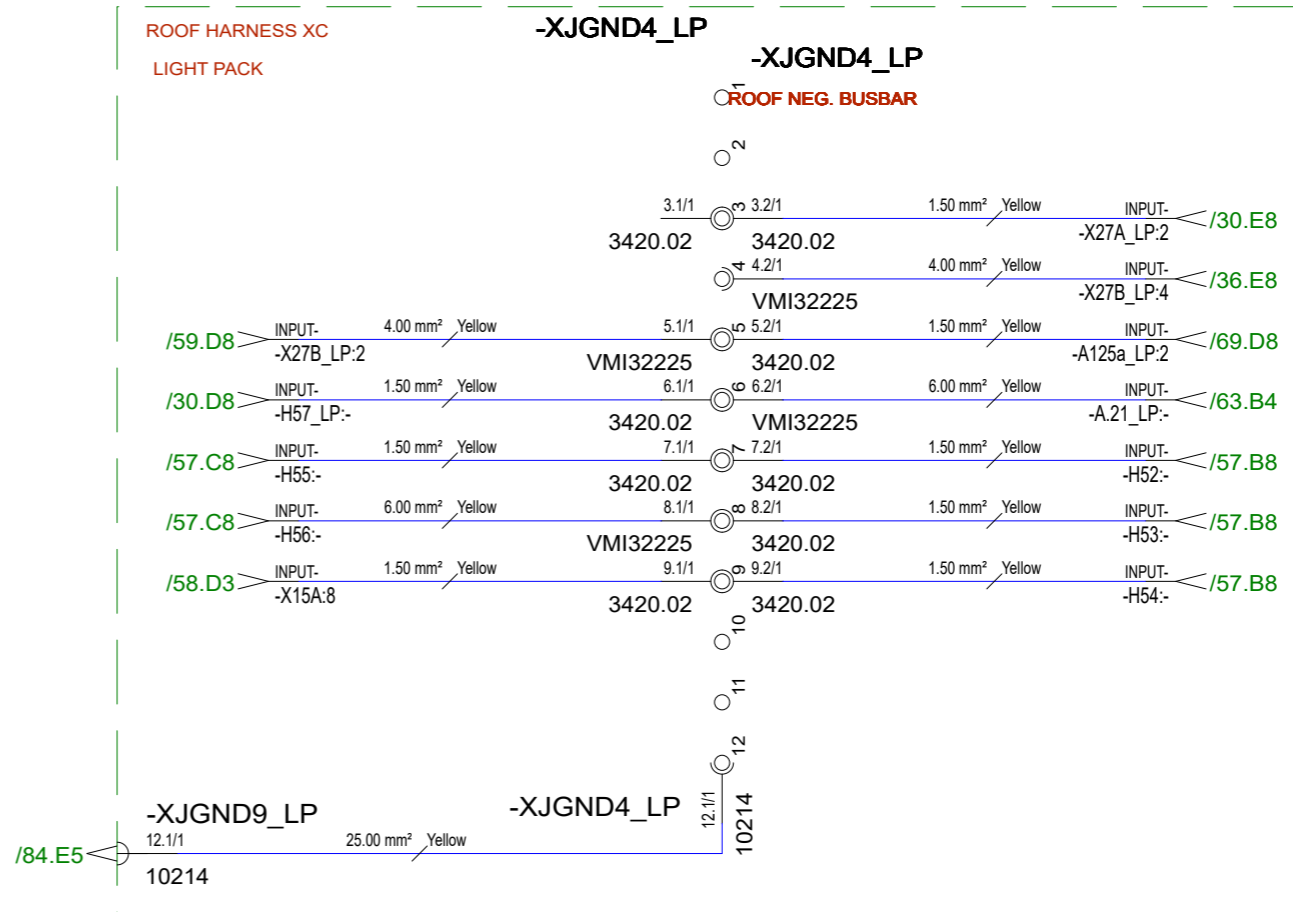 ROOF HARNESS XC
-XJGND4_LP
LIGHT PACK
-XJGND4_LP
1
ROOF NEG. BUSBAR
2
3.1/1 3 3.2/1 1.50 mm² Yellow INPUT- /30.E8
3420.02 3420.02 -X27A_LP:2
4 4.2/1 4.00 mm² Yellow INPUT- /36.E8
VMI32225 -X27B_LP:4
/59.D8 INPUT- 4.00 mm² Yellow 5.1/1 5 5.2/1 1.50 mm² Yellow INPUT- /69.D8
-X27B_LP:2 VMI32225 3420.02 -A125a_LP:2
/30.D8 INPUT- 1.50 mm² Yellow 6.1/1 6 6.2/1 6.00 mm² Yellow INPUT- /63.B4
-H57_LP:- 3420.02 VMI32225 -A.21_LP:-
/57.C8 INPUT- 1.50 mm² Yellow 7.1/1 7 7.2/1 1.50 mm² Yellow INPUT- /57.B8
-H55:- 3420.02 3420.02 -H52:-
/57.C8 INPUT- 6.00 mm² Yellow 8.1/1 8 8.2/1 1.50 mm² Yellow INPUT- /57.B8
-H56:- VMI32225 3420.02 -H53:-
/58.D3 INPUT- 1.50 mm² Yellow 9.1/1 9 9.2/1 1.50 mm² Yellow INPUT- /57.B8
-X15A:8 3420.02 3420.02 -H54:-
10
11
12
-XJGND9_LP -XJGND4_LP 12.1/1 10214
/84.E5 12.1/1 25.00 mm² Yellow
10214